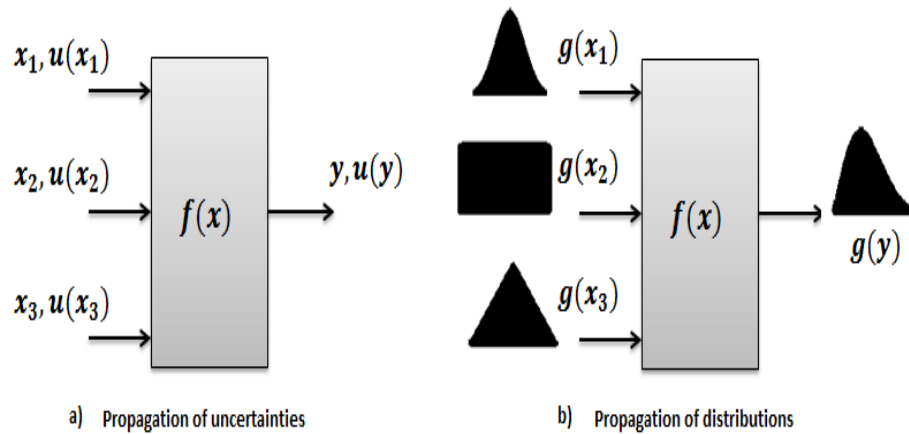 x₁, u(x₁)
x₂, u(x₂)
x₃, u(x₃)
f(x)
y, u(y)
a) Propagation of uncertainties
g(x₁)
g(x₂)
g(x₃)
f(x)
g(y)
b) Propagation of distributions